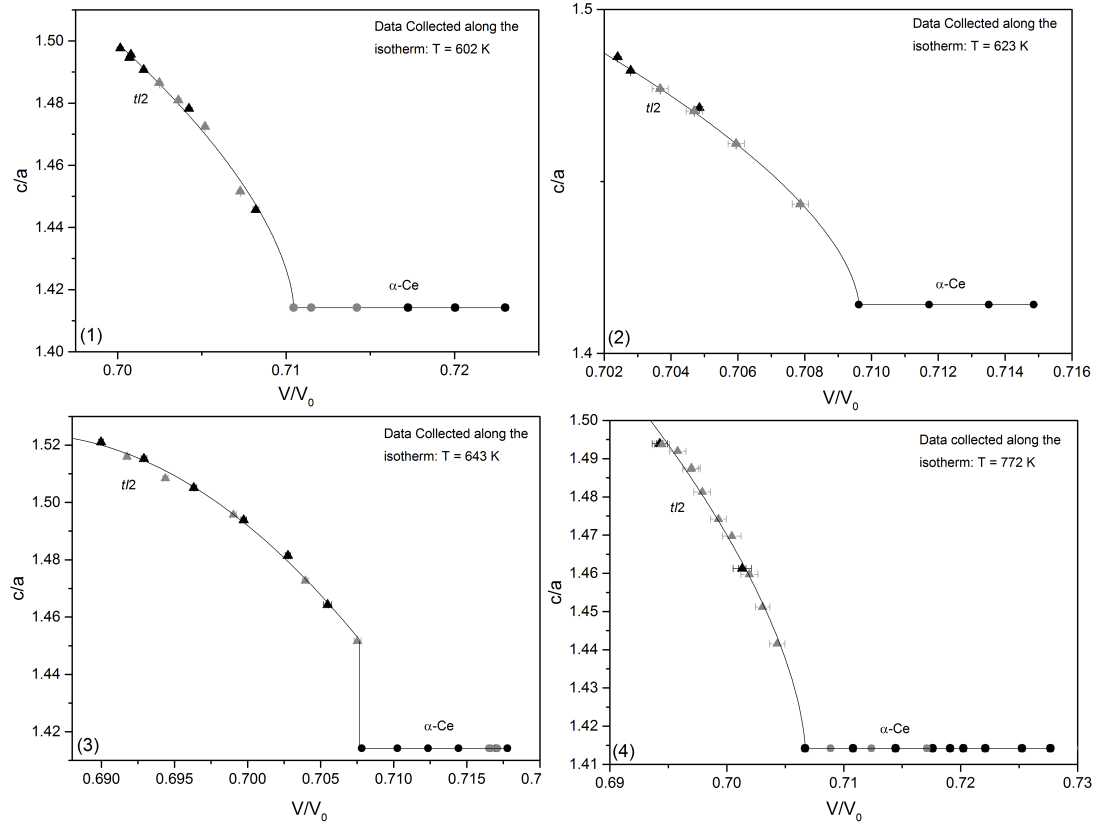 Data Collected along the
isotherm: T = 602 K
1.50
1.48
1.46
1.44
1.42
1.40
c/a
tI2
α-Ce
(1)
0.70
0.71
0.72
V/V0
Data Collected along the
isotherm: T = 623 K
1.5
1.4
c/a
tI2
α-Ce
(2)
0.702
0.704
0.706
0.708
0.710
0.712
0.714
0.716
V/V0
Data Collected along the
isotherm: T = 643 K
1.52
1.50
1.48
1.46
1.44
1.42
c/a
tI2
α-Ce
(3)
0.690
0.695
0.700
0.705
0.710
0.715
0.7
V/V0
Data collected along the
isotherm: T = 772 K
1.50
1.49
1.48
1.47
1.46
1.45
1.44
1.43
1.42
1.41
c/a
tI2
α-Ce
(4)
0.69
0.70
0.71
0.72
0.73
V/V0